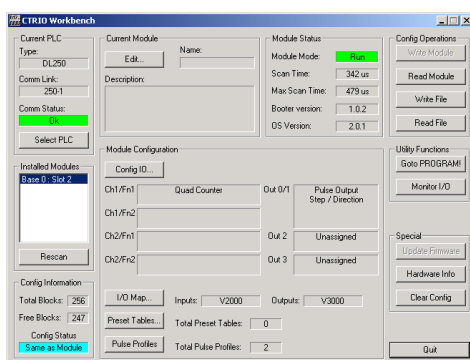 CTRIO Workbench
Current PLC
Type:
DL250
Comm Link:
250-1
Comm Status:
Ok
Select PLC
Current Module
Edit...
Name:
Description:
Module Status
Module Mode: Run
Scan Time: 342 us
Max Scan Time: 479 us
Booter version: 1.0.2
OS Version: 2.0.1
Config Operations
Write Module
Read Module
Write File
Read File
Installed Modules
Base 0 : Slot 2
Rescan
Module Configuration
Config IO...
Ch1/Fn1 Quad Counter Out 0/1 Pulse Output
Step / Direction
Ch1/Fn2
Ch2/Fn1 Out 2 Unassigned
Ch2/Fn2 Out 3 Unassigned
I/O Map... Inputs: V2000 Outputs: V3000
Preset Tables... Total Preset Tables: 0
Pulse Profiles Total Pulse Profiles: 2
Utility Functions
Goto PROGRAM!
Monitor I/O
Special
Update Firmware
Hardware Info
Clear Config
Config Information
Total Blocks: 256
Free Blocks: 247
Config Status
Same as Module
Quit